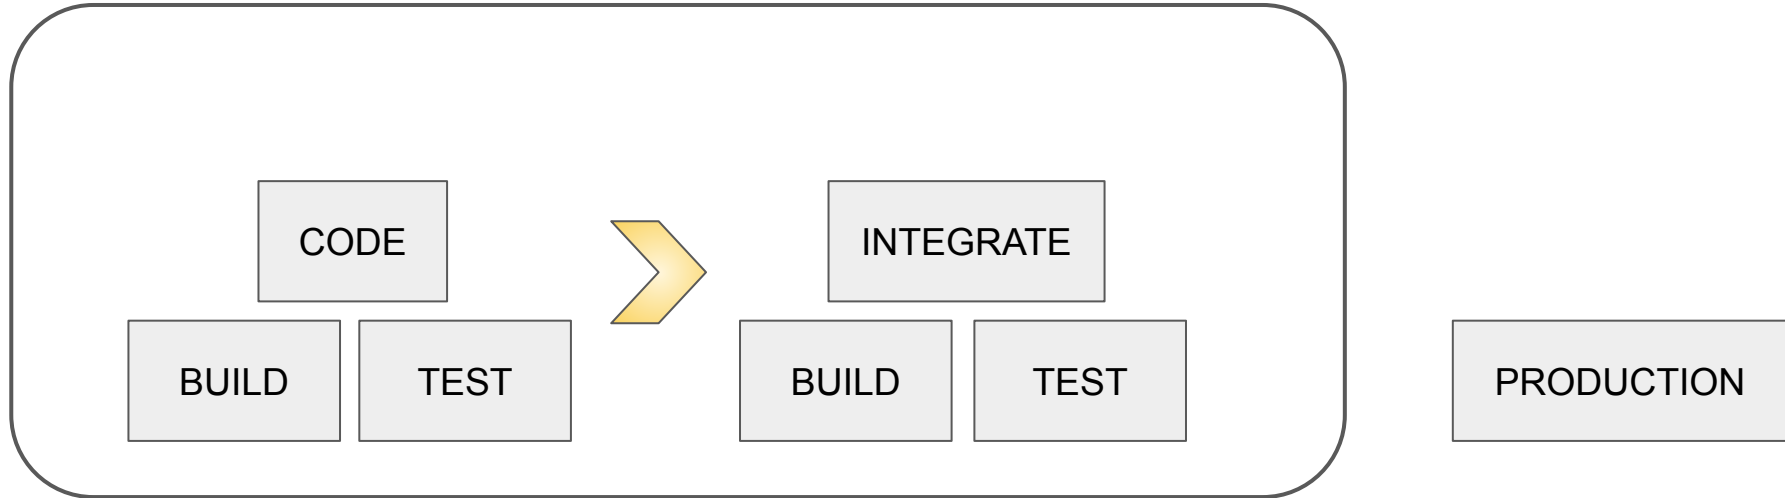 CODE
BUILD
TEST
INTEGRATE
BUILD
TEST
PRODUCTION